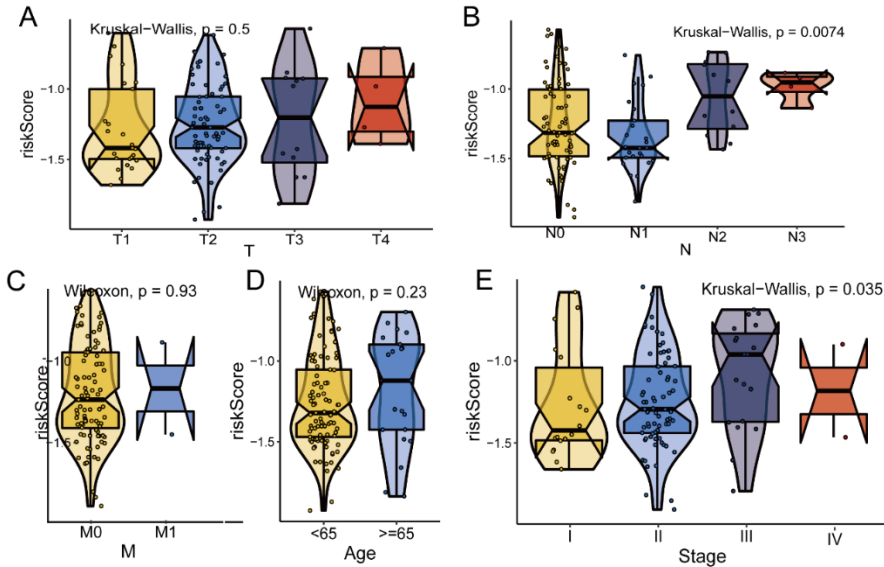 A
Kruskal-Wallis, p = 0.5
riskScore
-1.0
-1.5
T1 T2 T3 T4
T
B
Kruskal-Wallis, p = 0.0074
riskScore
-1.0
-1.5
N0 N1 N2 N3
N
C
Wilcoxon, p = 0.93
riskScore
-1.0
-1.5
M0 M1
M
D
Wilcoxon, p = 0.23
riskScore
-1.0
-1.5
<65 >=65
Age
E
Kruskal-Wallis, p = 0.035
riskScore
-1.0
-1.5
I II III IV
Stage